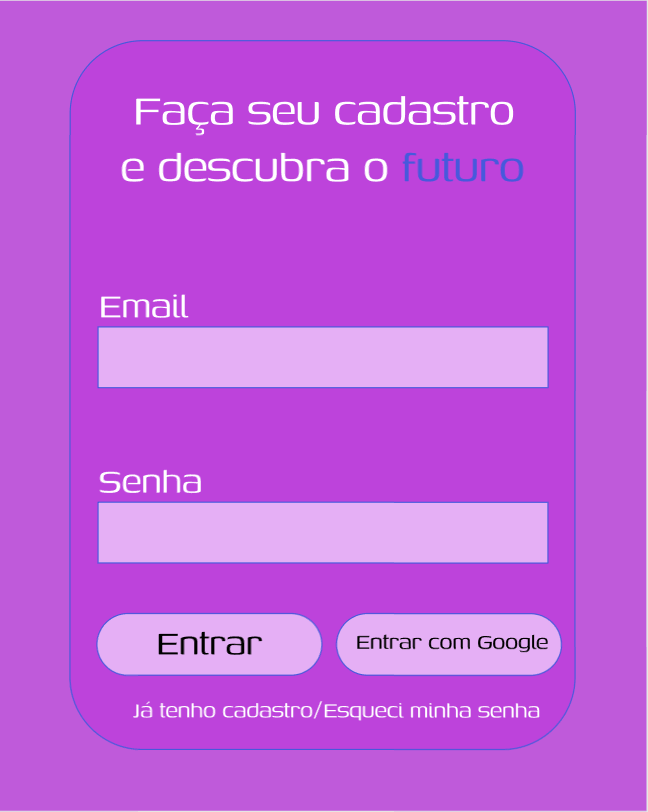 Faça seu cadastro
e descubra o futuro
Email
Senha
Entrar
Entrar com Google
Já tenho cadastro/Esqueci minha senha